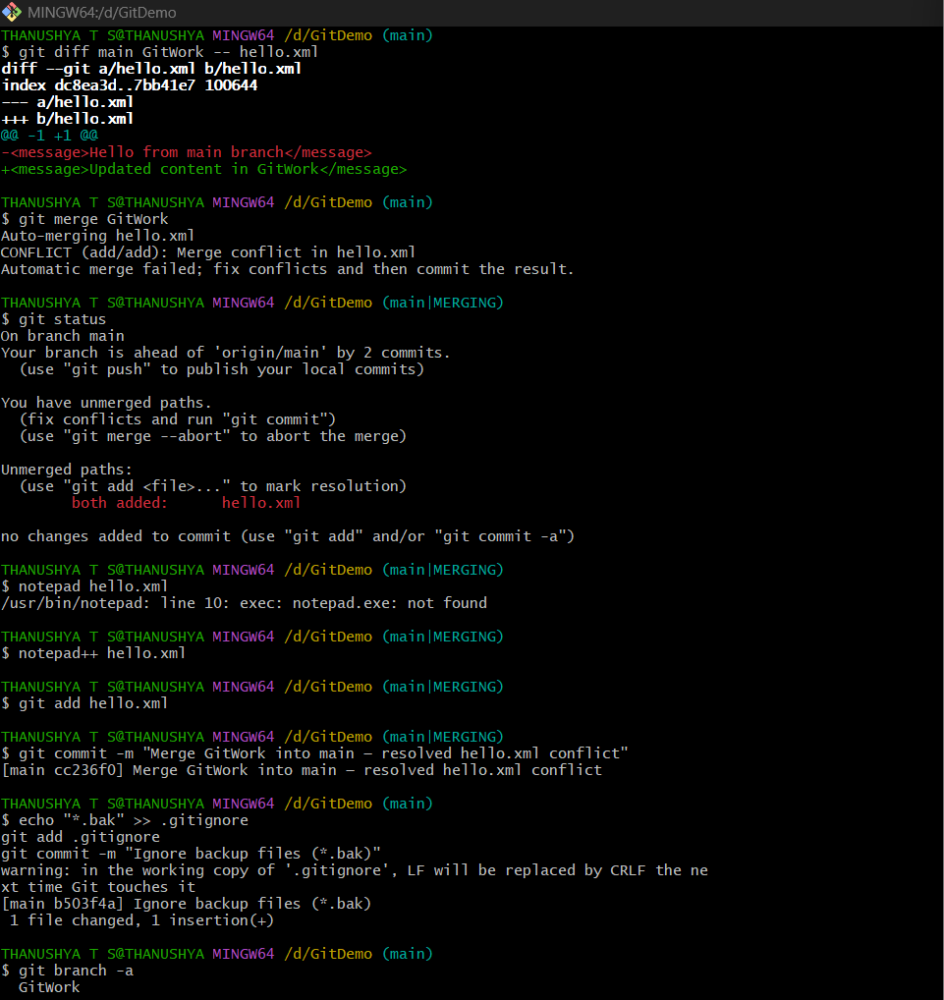 MINGW64:/d/GitDemo
THANUSHYA T S@THANUSHYA MINGW64 /d/GitDemo (main)
$ git diff main GitWork -- hello.xml
diff --git a/hello.xml b/hello.xml
index dc8ea3d..7bb41e7 100644
--- a/hello.xml
+++ b/hello.xml
@@ -1 +1 @@
-<message>Hello from main branch</message>
+<message>Updated content in GitWork</message>

THANUSHYA T S@THANUSHYA MINGW64 /d/GitDemo (main)
$ git merge GitWork
Auto-merging hello.xml
CONFLICT (add/add): Merge conflict in hello.xml
Automatic merge failed; fix conflicts and then commit the result.

THANUSHYA T S@THANUSHYA MINGW64 /d/GitDemo (main|MERGING)
$ git status
On branch main
Your branch is ahead of 'origin/main' by 2 commits.
  (use "git push" to publish your local commits)

You have unmerged paths.
  (fix conflicts and run "git commit")
  (use "git merge --abort" to abort the merge)

Unmerged paths:
  (use "git add <file>..." to mark resolution)
        both added:      hello.xml

no changes added to commit (use "git add" and/or "git commit -a")

THANUSHYA T S@THANUSHYA MINGW64 /d/GitDemo (main|MERGING)
$ notepad hello.xml
/usr/bin/notepad: line 10: exec: notepad.exe: not found

THANUSHYA T S@THANUSHYA MINGW64 /d/GitDemo (main|MERGING)
$ notepad++ hello.xml

THANUSHYA T S@THANUSHYA MINGW64 /d/GitDemo (main|MERGING)
$ git add hello.xml

THANUSHYA T S@THANUSHYA MINGW64 /d/GitDemo (main|MERGING)
$ git commit -m "Merge GitWork into main – resolved hello.xml conflict"
[main cc236f0] Merge GitWork into main – resolved hello.xml conflict

THANUSHYA T S@THANUSHYA MINGW64 /d/GitDemo (main)
$ echo "*.bak" >> .gitignore
git add .gitignore
git commit -m "Ignore backup files (*.bak)"
warning: in the working copy of '.gitignore', LF will be replaced by CRLF the ne
xt time Git touches it
[main b503f4a] Ignore backup files (*.bak)
 1 file changed, 1 insertion(+)

THANUSHYA T S@THANUSHYA MINGW64 /d/GitDemo (main)
$ git branch -a
  GitWork